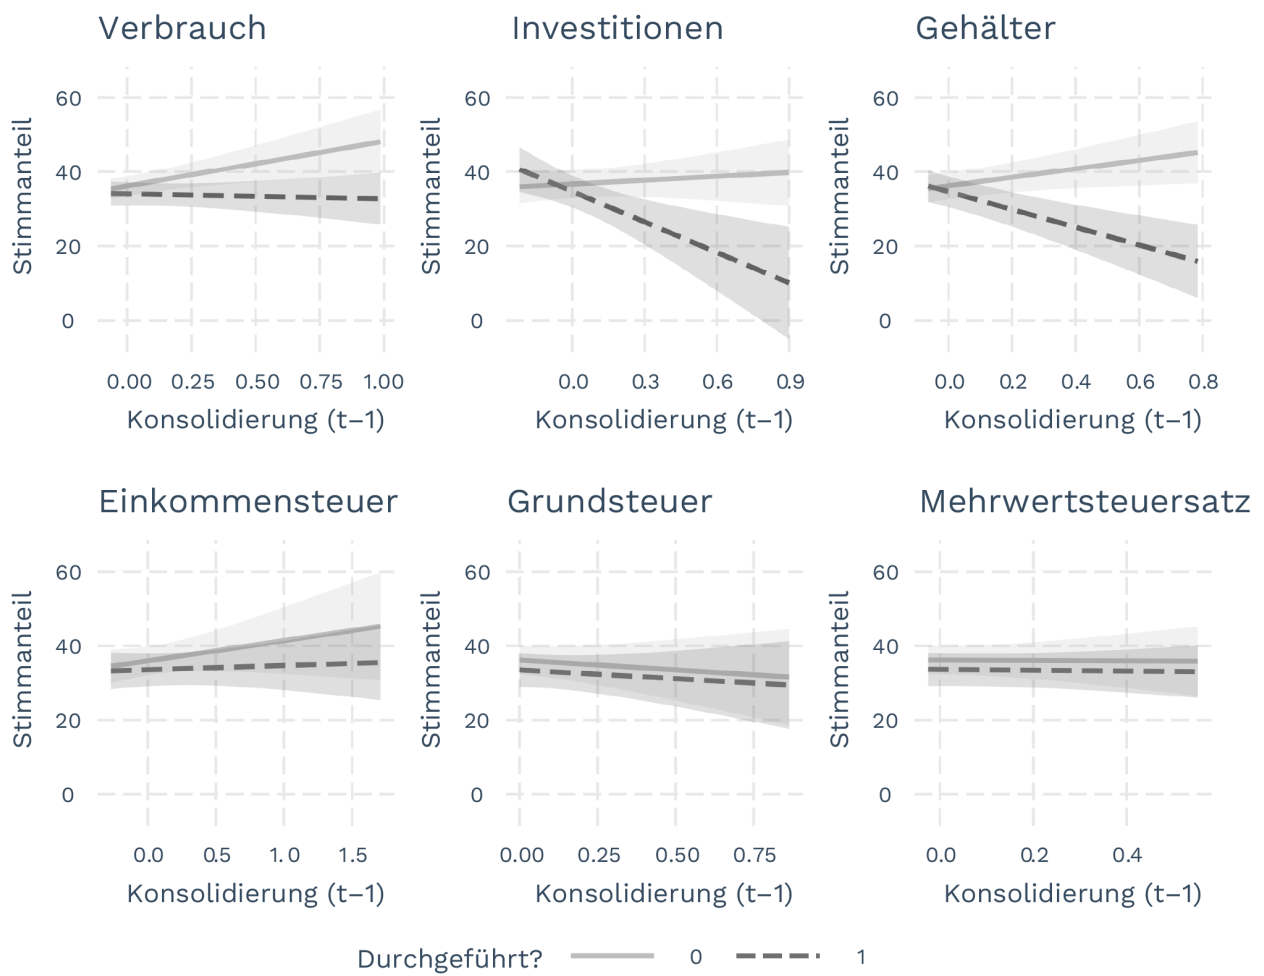 Verbrauch
Investitionen
Gehälter
Stimmanteil
60
40
20
0
0.00 0.25 0.50 0.75 1.00
Konsolidierung (t−1)
Stimmanteil
60
40
20
0
0.0 0.3 0.6 0.9
Konsolidierung (t−1)
Stimmanteil
60
40
20
0
0.0 0.2 0.4 0.6 0.8
Konsolidierung (t−1)
Einkommensteuer
Grundsteuer
Mehrwertsteuersatz
Stimmanteil
60
40
20
0
0.0 0.5 1.0 1.5
Konsolidierung (t−1)
Stimmanteil
60
40
20
0
0.00 0.25 0.50 0.75
Konsolidierung (t−1)
Stimmanteil
60
40
20
0
0.0 0.2 0.4
Konsolidierung (t−1)
Durchgeführt? 0 1